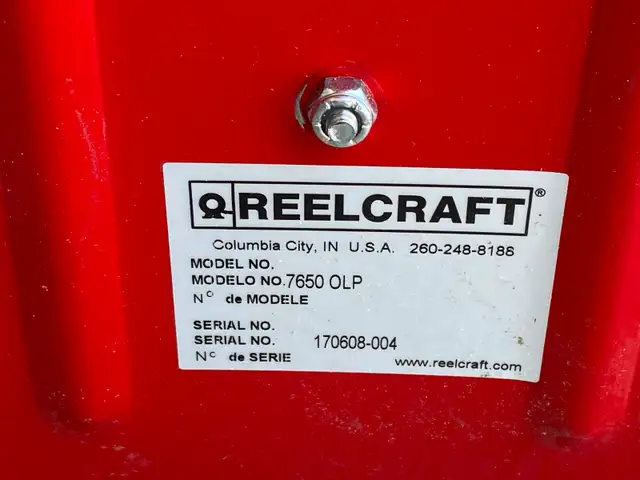 REELCRAFT®
Columbia City, IN U.S.A. 260-248-8188
MODEL NO.
MODELO NO. 7650 OLP
N° de MODELE
SERIAL NO.
SERIAL NO. 170608-004
N° de SERIE www.reelcraft.com